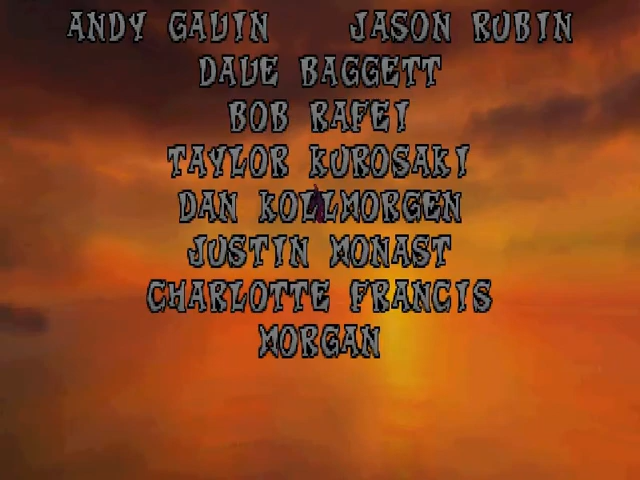 ANDY GAVIN JASON RUBIN
DAVE BAGGETT
BOB RAFEI
TAYLOR KUROSAKI
DAN KOLLMORGEN
JUSTIN MONAST
CHARLOTTE FRANCIS
MORGAN